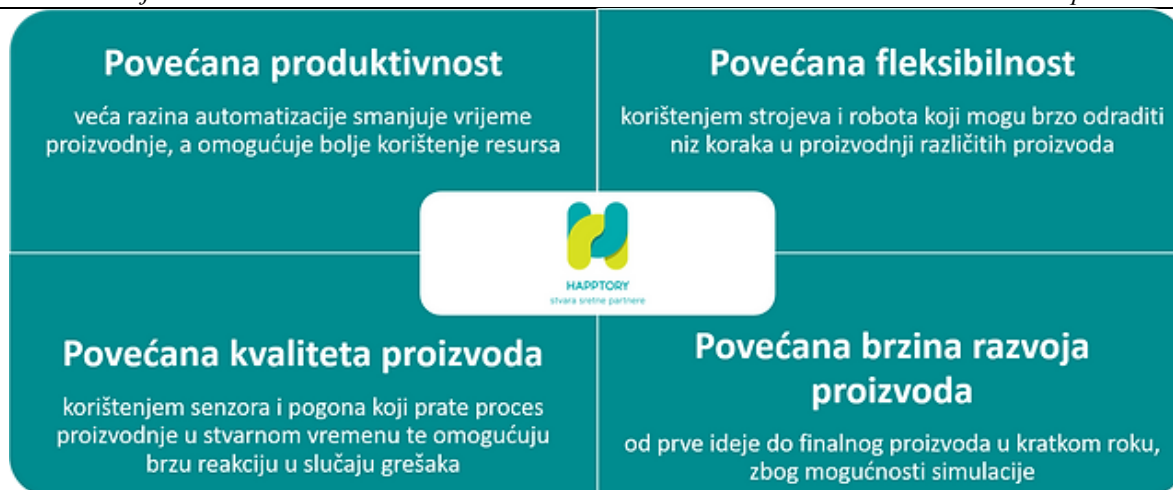 Povećana produktivnost
veća razina automatizacije smanjuje vrijeme
proizvodnje, a omogućuje bolje korištenje resursa
Povećana fleksibilnost
korištenjem strojeva i robota koji mogu brzo odraditi
niz koraka u proizvodnji različitih proizvoda
HAPPTORY
stvara sretne partnere
Povećana kvaliteta proizvoda
korištenjem senzora i pogona koji prate proces
proizvodnje u stvarnom vremenu te omogućuju
brzu reakciju u slučaju grešaka
Povećana brzina razvoja
proizvoda
od prve ideje do finalnog proizvoda u kratkom roku,
zbog mogućnosti simulacije